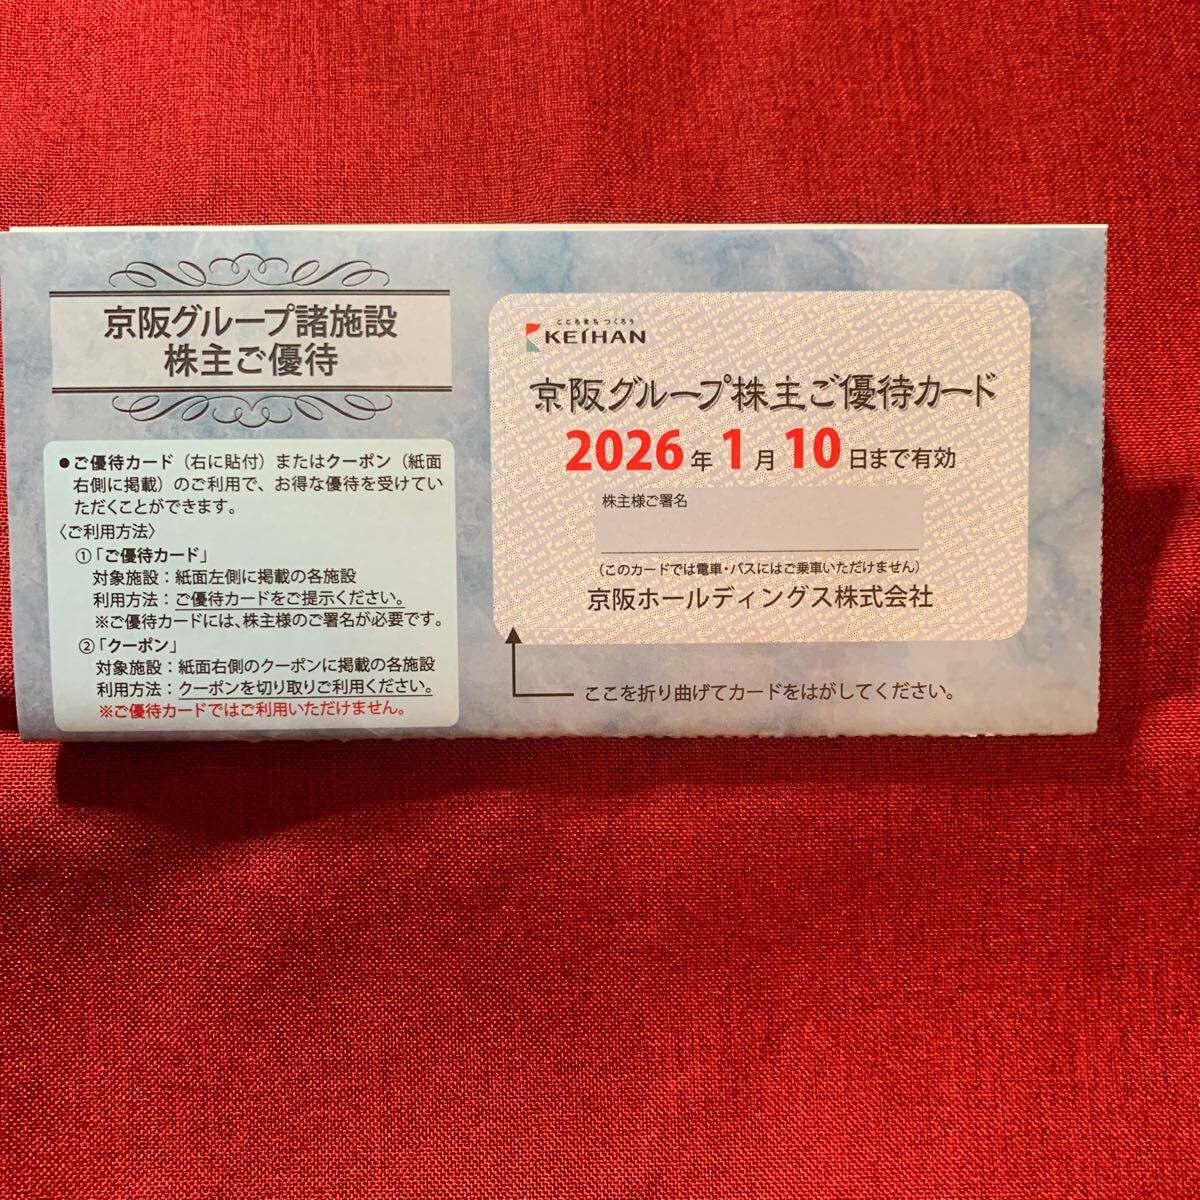 京阪グループ諸施設
株主ご優待
●ご優待カード（右に貼付）またはクーポン（紙面
右側に掲載）のご利用で、お得な優待を受けてい
ただくことができます。
〈ご利用方法〉
①「ご優待カード」
対象施設：紙面左側に掲載の各施設
利用方法：ご優待カードをご提示ください。
※ご優待カードには、株主様のご署名が必要です。
②「クーポン」
対象施設：紙面右側のクーポンに掲載の各施設
利用方法：クーポンを切り取りご利用ください。
※ご優待カードではご利用いただけません。
こころまち つくろう
KEIHAN
京阪グループ株主ご優待カード
2026年1月10日まで有効
株主様ご署名
（このカードでは電車・バスにはご乗車いただけません）
京阪ホールディングス株式会社
ここを折り曲げてカードをはがしてください。